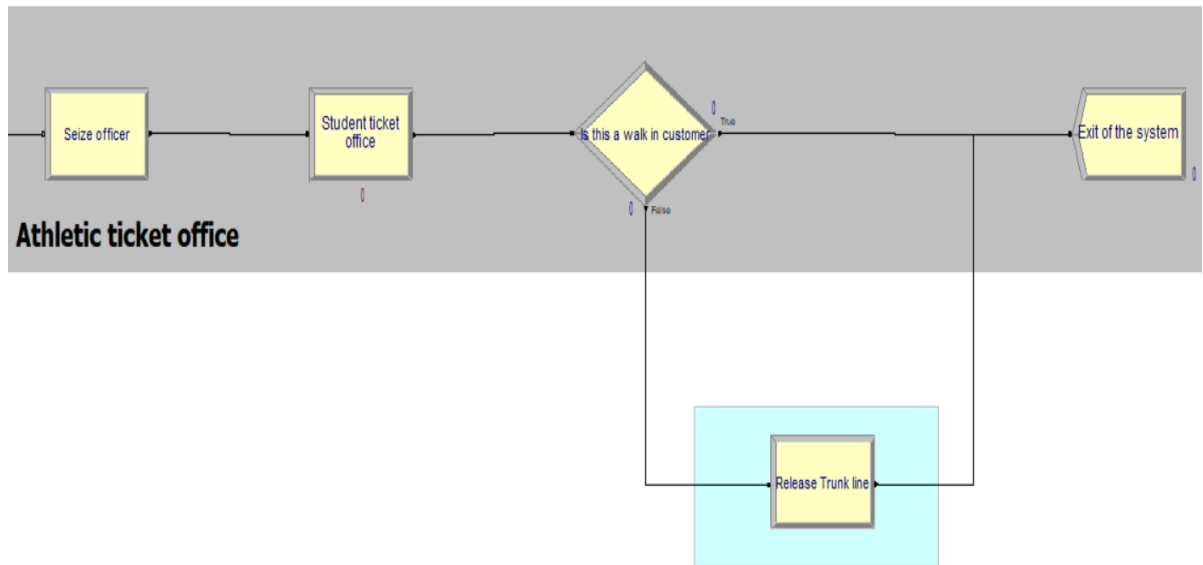 Seize officer
Student ticket
office
0
Is this a walk in customer
0
True
0
False
Exit of the system
0
Athletic ticket office
Release Trunk line